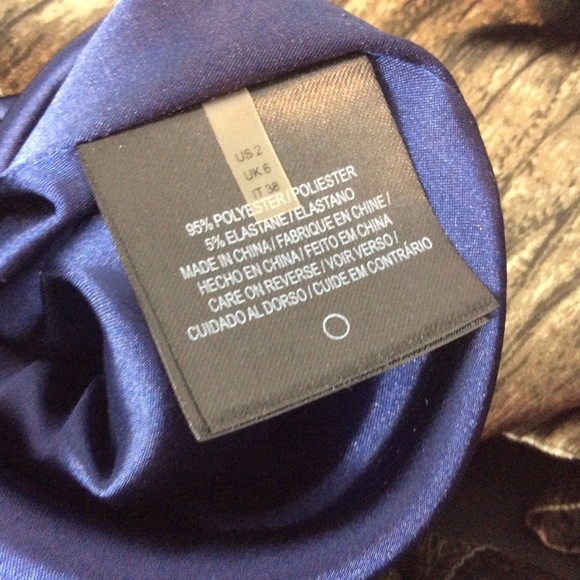 US 2
UK 6
IT 38
95% POLYESTER / POLIESTER
5% ELASTANE / ELASTANO
MADE IN CHINA / FABRIQUE EN CHINE /
HECHO EN CHINA / FEITO EM CHINA
CARE ON REVERSE / VOIR VERSO /
CUIDADO AL DORSO / CUIDE EM CONTRÁRIO